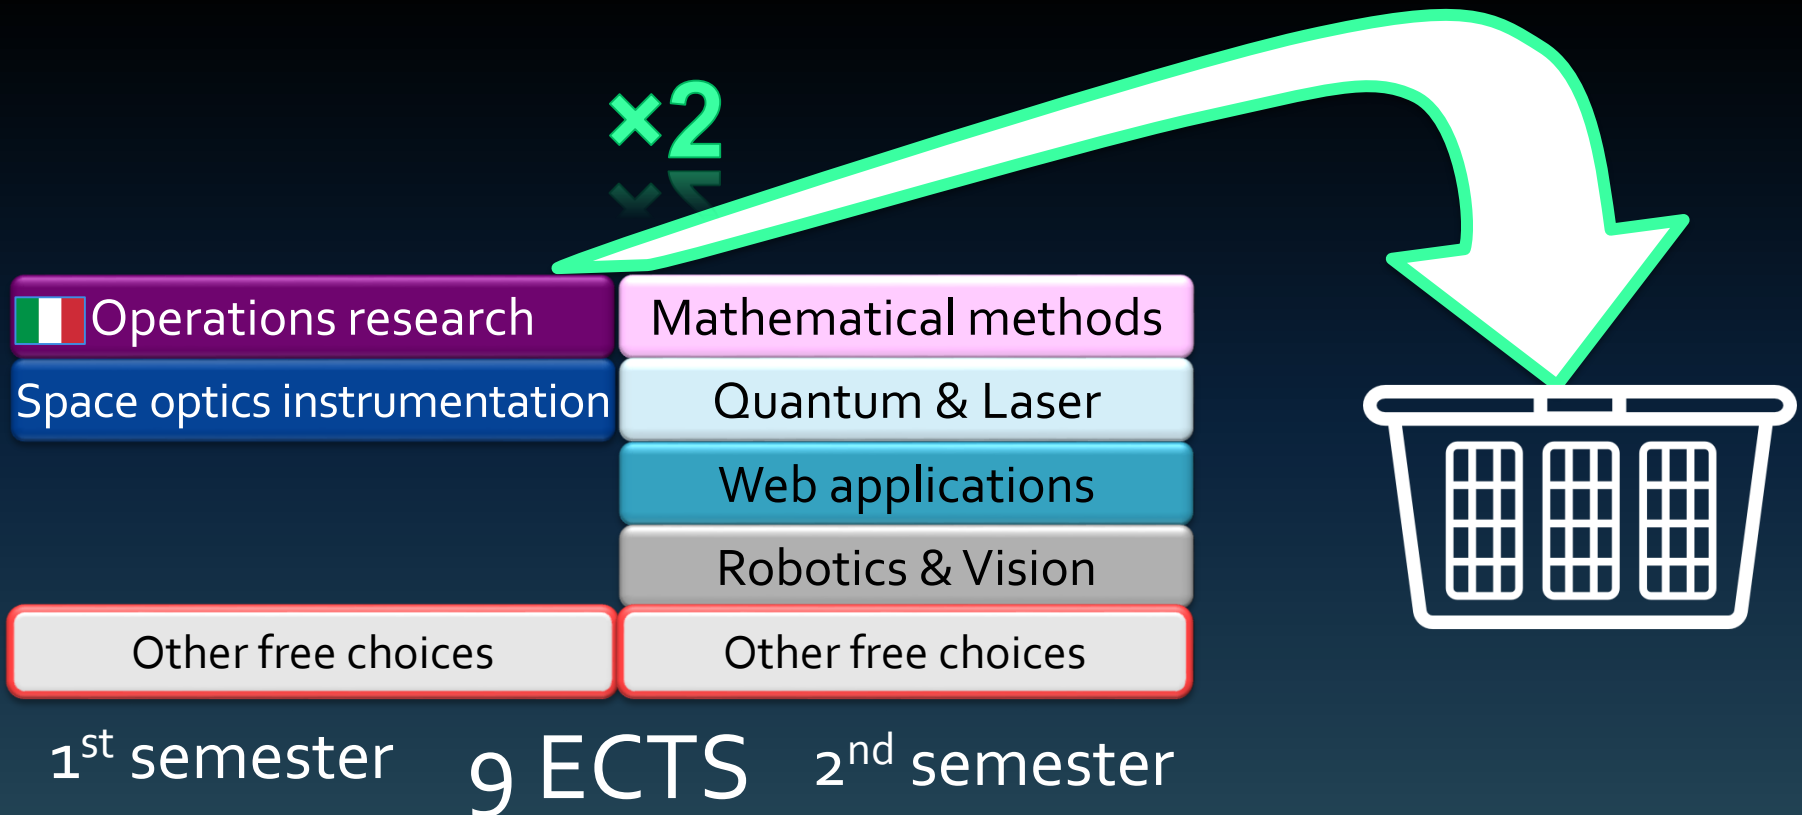 ×2
Operations research
Mathematical methods
Space optics instrumentation
Quantum & Laser
Web applications
Robotics & Vision
Other free choices
Other free choices
1st semester
9 ECTS
2nd semester